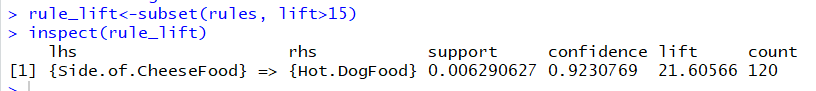 > rule_lift<-subset(rules, lift>15)
> inspect(rule_lift)
lhs rhs support confidence lift count
[1] {Side.of.CheeseFood} => {Hot.DogFood} 0.006290627 0.9230769 21.60566 120
>